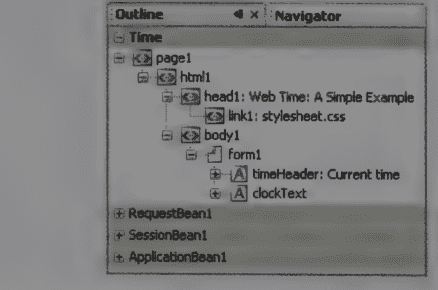 Outline Navigator
Time
page1
html1
head1: Web Time: A Simple Example
link1: stylesheet.css
body1
form1
timeHeader: Current time
clockText
RequestBean1
SessionBean1
ApplicationBean1